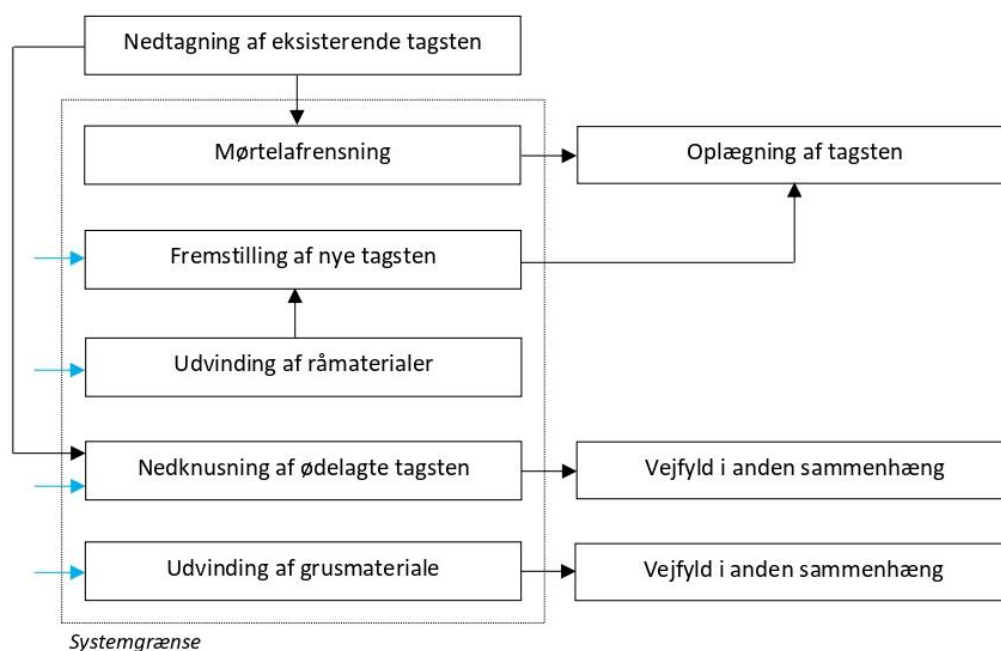 Nedtagning af eksisterende tagsten
Mørtelafrensning
Oplægning af tagsten
Fremstilling af nye tagsten
Udvinding af råmaterialer
Nedknusning af ødelagte tagsten
Vejfyld i anden sammenhæng
Udvinding af grusmateriale
Vejfyld i anden sammenhæng
Systemgrænse